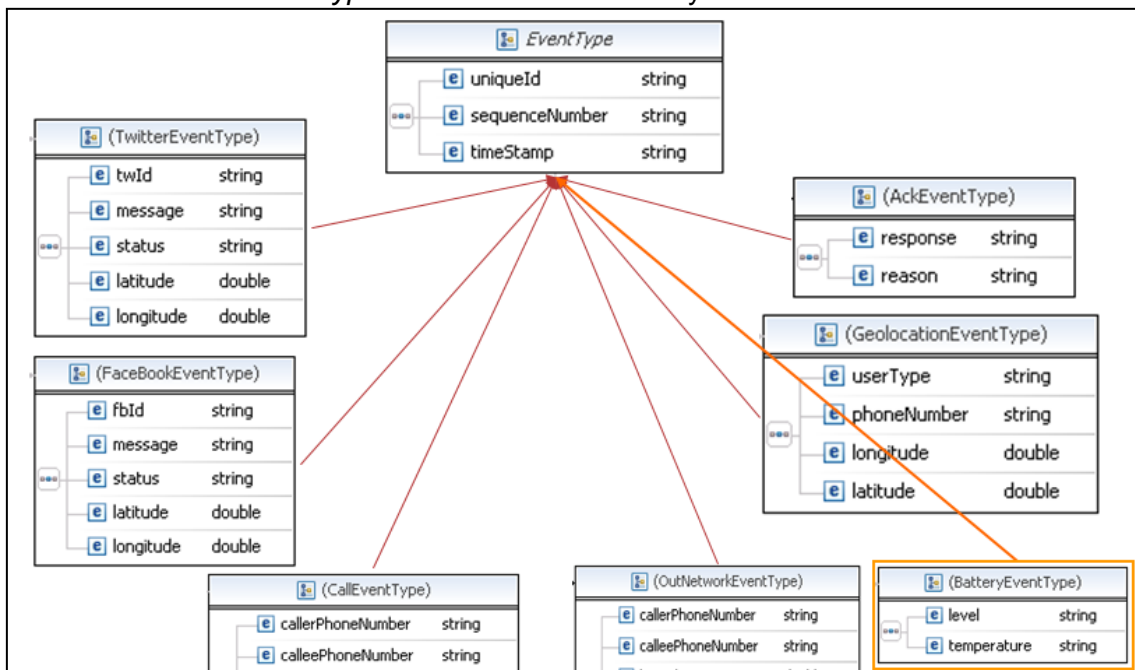 EventType
uniqueId string
sequenceNumber string
timeStamp string
(TwitterEventType)
twId string
message string
status string
latitude double
longitude double
(AckEventType)
response string
reason string
(GeolocationEventType)
userType string
phoneNumber string
longitude double
latitude double
(FaceBookEventType)
fbId string
message string
status string
latitude double
longitude double
(CallEventType)
callerPhoneNumber string
calleePhoneNumber string
(OutNetworkEventType)
callerPhoneNumber string
calleePhoneNumber string
(BatteryEventType)
level string
temperature string